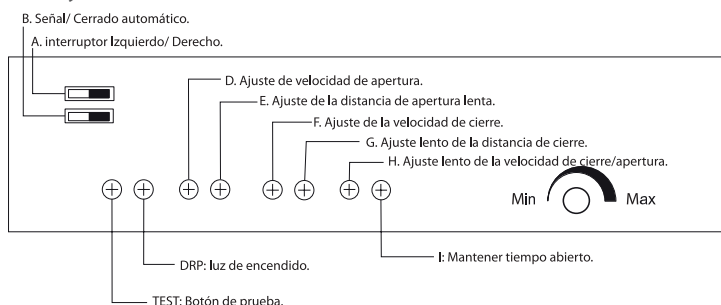 B. Señal/ Cerrado automático.
A. interruptor Izquierdo/ Derecho.
D. Ajuste de velocidad de apertura.
E. Ajuste de la distancia de apertura lenta.
F. Ajuste de la velocidad de cierre.
G. Ajuste lento de la distancia de cierre.
H. Ajuste lento de la velocidad de cierre/apertura.
Min Max
I: Mantener tiempo abierto.
DRP: luz de encendido.
TEST: Botón de prueba.